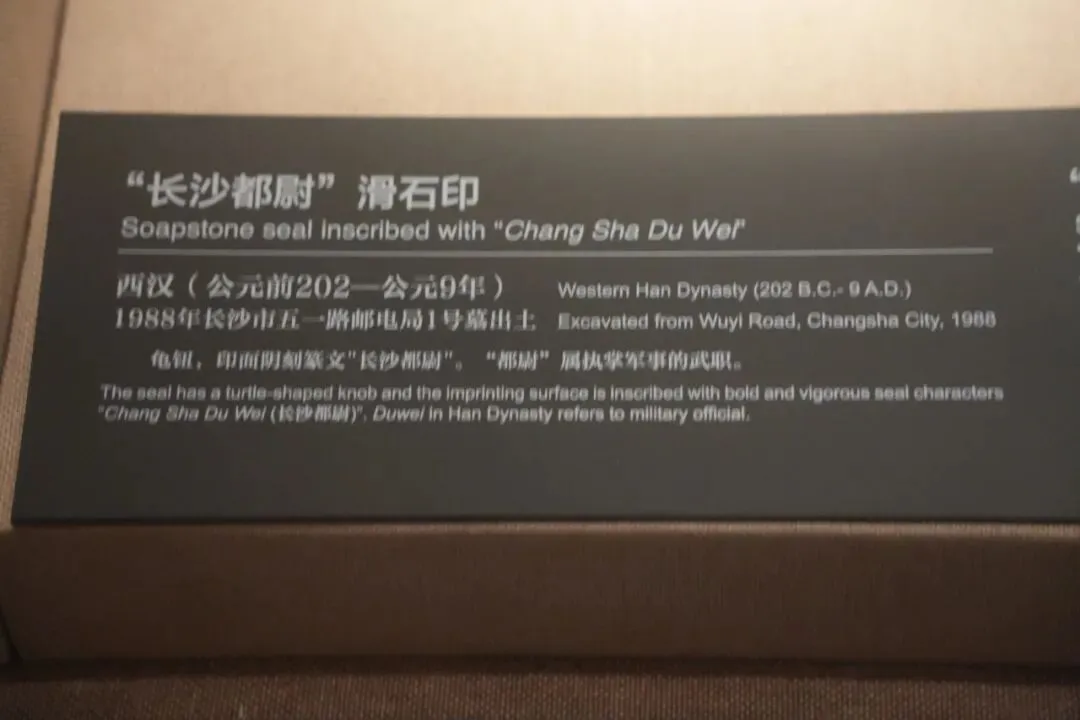 “长沙都尉” 滑石印
Soapstone seal inscribed with "Chang Sha Du Wei"
西汉（公元前202—公元9年） Western Han Dynasty (202 B.C.- 9 A.D.)
1988年长沙市五一路邮电局1号墓出土 Excavated from Wuyi Road, Changsha City, 1988
龟钮，印面阴刻篆文"长沙都尉"。 “都尉” 属执掌军事的武职。
The seal has a turtle-shaped knob and the imprinting surface is inscribed with bold and vigorous seal characters
"Chang Sha Du Wei (长沙都尉)". Duwei in Han Dynasty refers to military official.